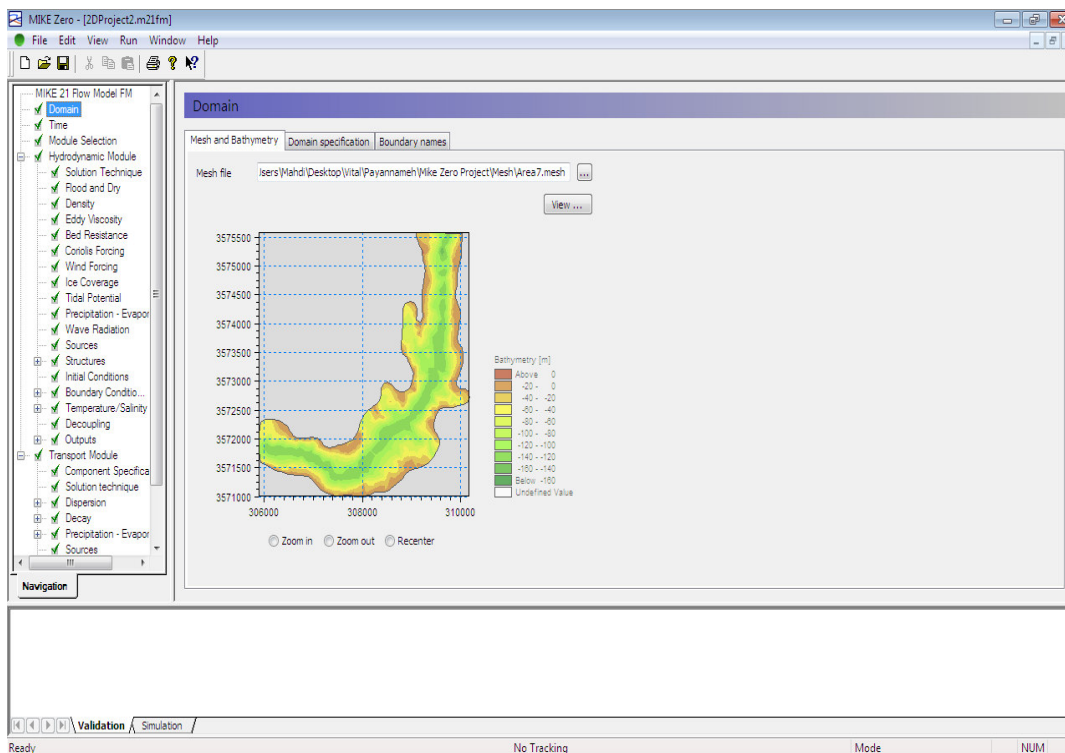 MIKE Zero - [2DProject2.m21fm]
File Edit View Run Window Help
MIKE 21 Flow Model FM
Domain
Time
Module Selection
Hydrodynamic Module
Solution Technique
Flood and Dry
Density
Eddy Viscosity
Bed Resistance
Coriolis Forcing
Wind Forcing
Ice Coverage
Tidal Potential
Precipitation - Evapor
Wave Radiation
Sources
Structures
Initial Conditions
Boundary Conditio...
Temperature/Salinity
Decoupling
Outputs
Transport Module
Component Specifica
Solution technique
Dispersion
Decay
Precipitation - Evapor
Sources
Navigation
Domain
Mesh and Bathymetry Domain specification Boundary names
Mesh file Jsers\Mahdi\Desktop\Vital\Payannameh\Mike Zero Project\Mesh\Area7.mesh ...
View ...
3575500
3575000
3574500
3574000
3573500
3573000
3572500
3572000
3571500
3571000
306000 308000 310000
Bathymetry [m]
Above 0
-20 - 0
-40 - -20
-60 - -40
-80 - -60
-100 - -80
-120 - -100
-140 - -120
-160 - -140
Below -160
Undefined Value
Zoom in Zoom out Recenter
Validation Simulation
Ready No Tracking Mode NUM